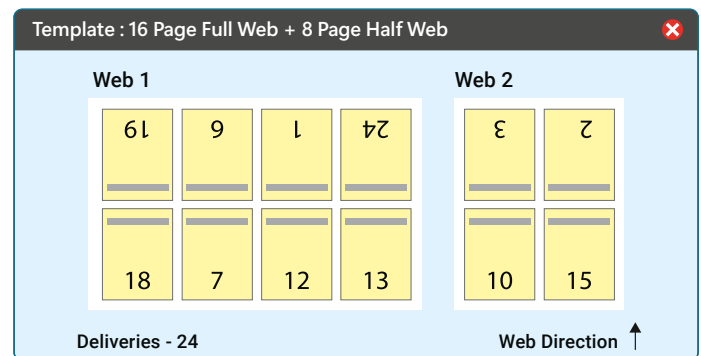 Template : 16 Page Full Web + 8 Page Half Web
Web 1 Web 2
19 6 1 24 3 2
18 7 12 13 10 15
Deliveries - 24 Web Direction